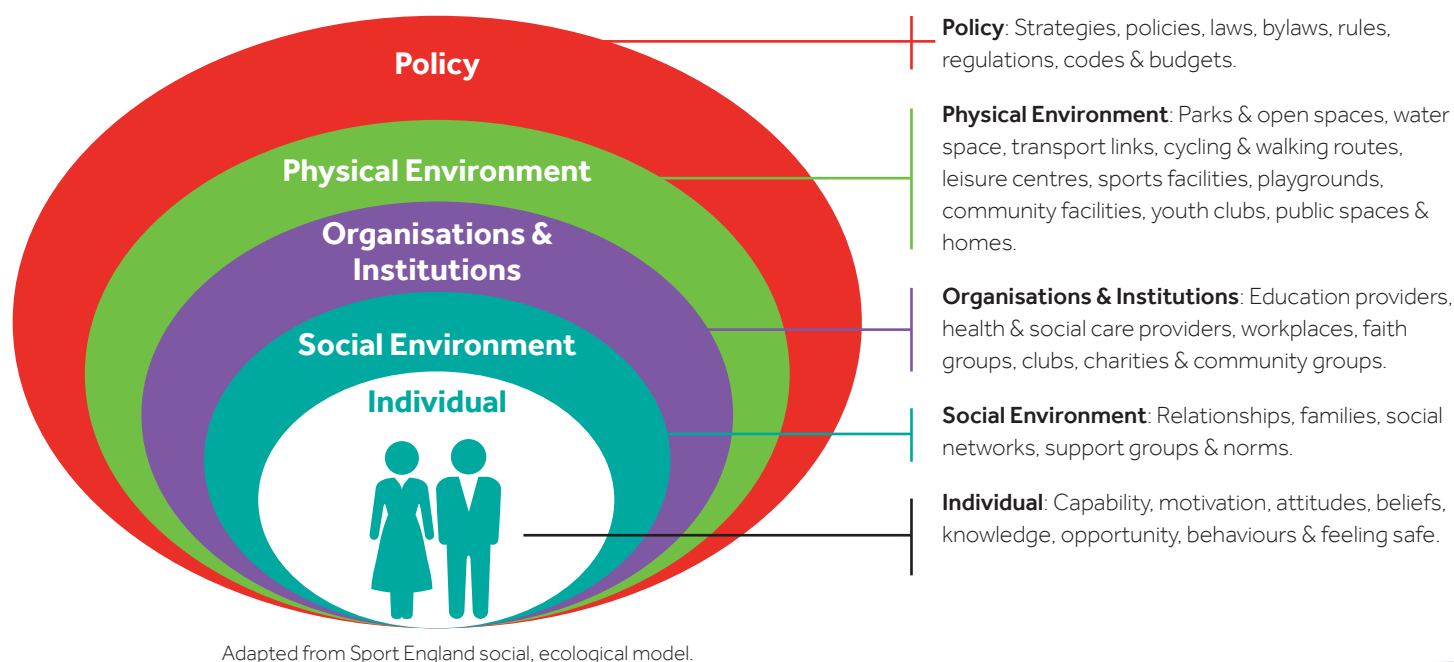 Policy
Physical Environment
Organisations &
Institutions
Social Environment
Individual
Policy: Strategies, policies, laws, bylaws, rules,
regulations, codes & budgets.
Physical Environment: Parks & open spaces, water
space, transport links, cycling & walking routes,
leisure centres, sports facilities, playgrounds,
community facilities, youth clubs, public spaces &
homes.
Organisations & Institutions: Education providers,
health & social care providers, workplaces, faith
groups, clubs, charities & community groups.
Social Environment: Relationships, families, social
networks, support groups & norms.
Individual: Capability, motivation, attitudes, beliefs,
knowledge, opportunity, behaviours & feeling safe.
Adapted from Sport England social, ecological model.